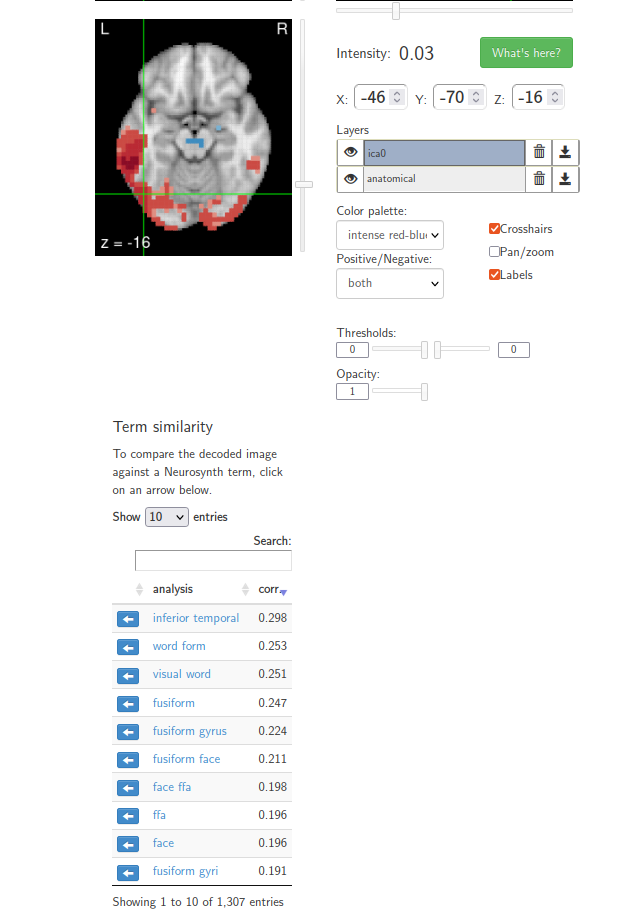 L R
z = -16
Intensity: 0.03 What's here?
X: -46 Y: -70 Z: -16
Layers
ica0
anatomical
Color palette:
intense red-blu
Positive/Negative:
both
Crosshairs
Pan/zoom
Labels
Thresholds:
0 0
Opacity:
1
Term similarity
To compare the decoded image
against a Neurosynth term, click
on an arrow below.
Show 10 entries
Search:
analysis corr.
inferior temporal 0.298
word form 0.253
visual word 0.251
fusiform 0.247
fusiform gyrus 0.224
fusiform face 0.211
face ffa 0.198
ffa 0.196
face 0.196
fusiform gyri 0.191
Showing 1 to 10 of 1,307 entries